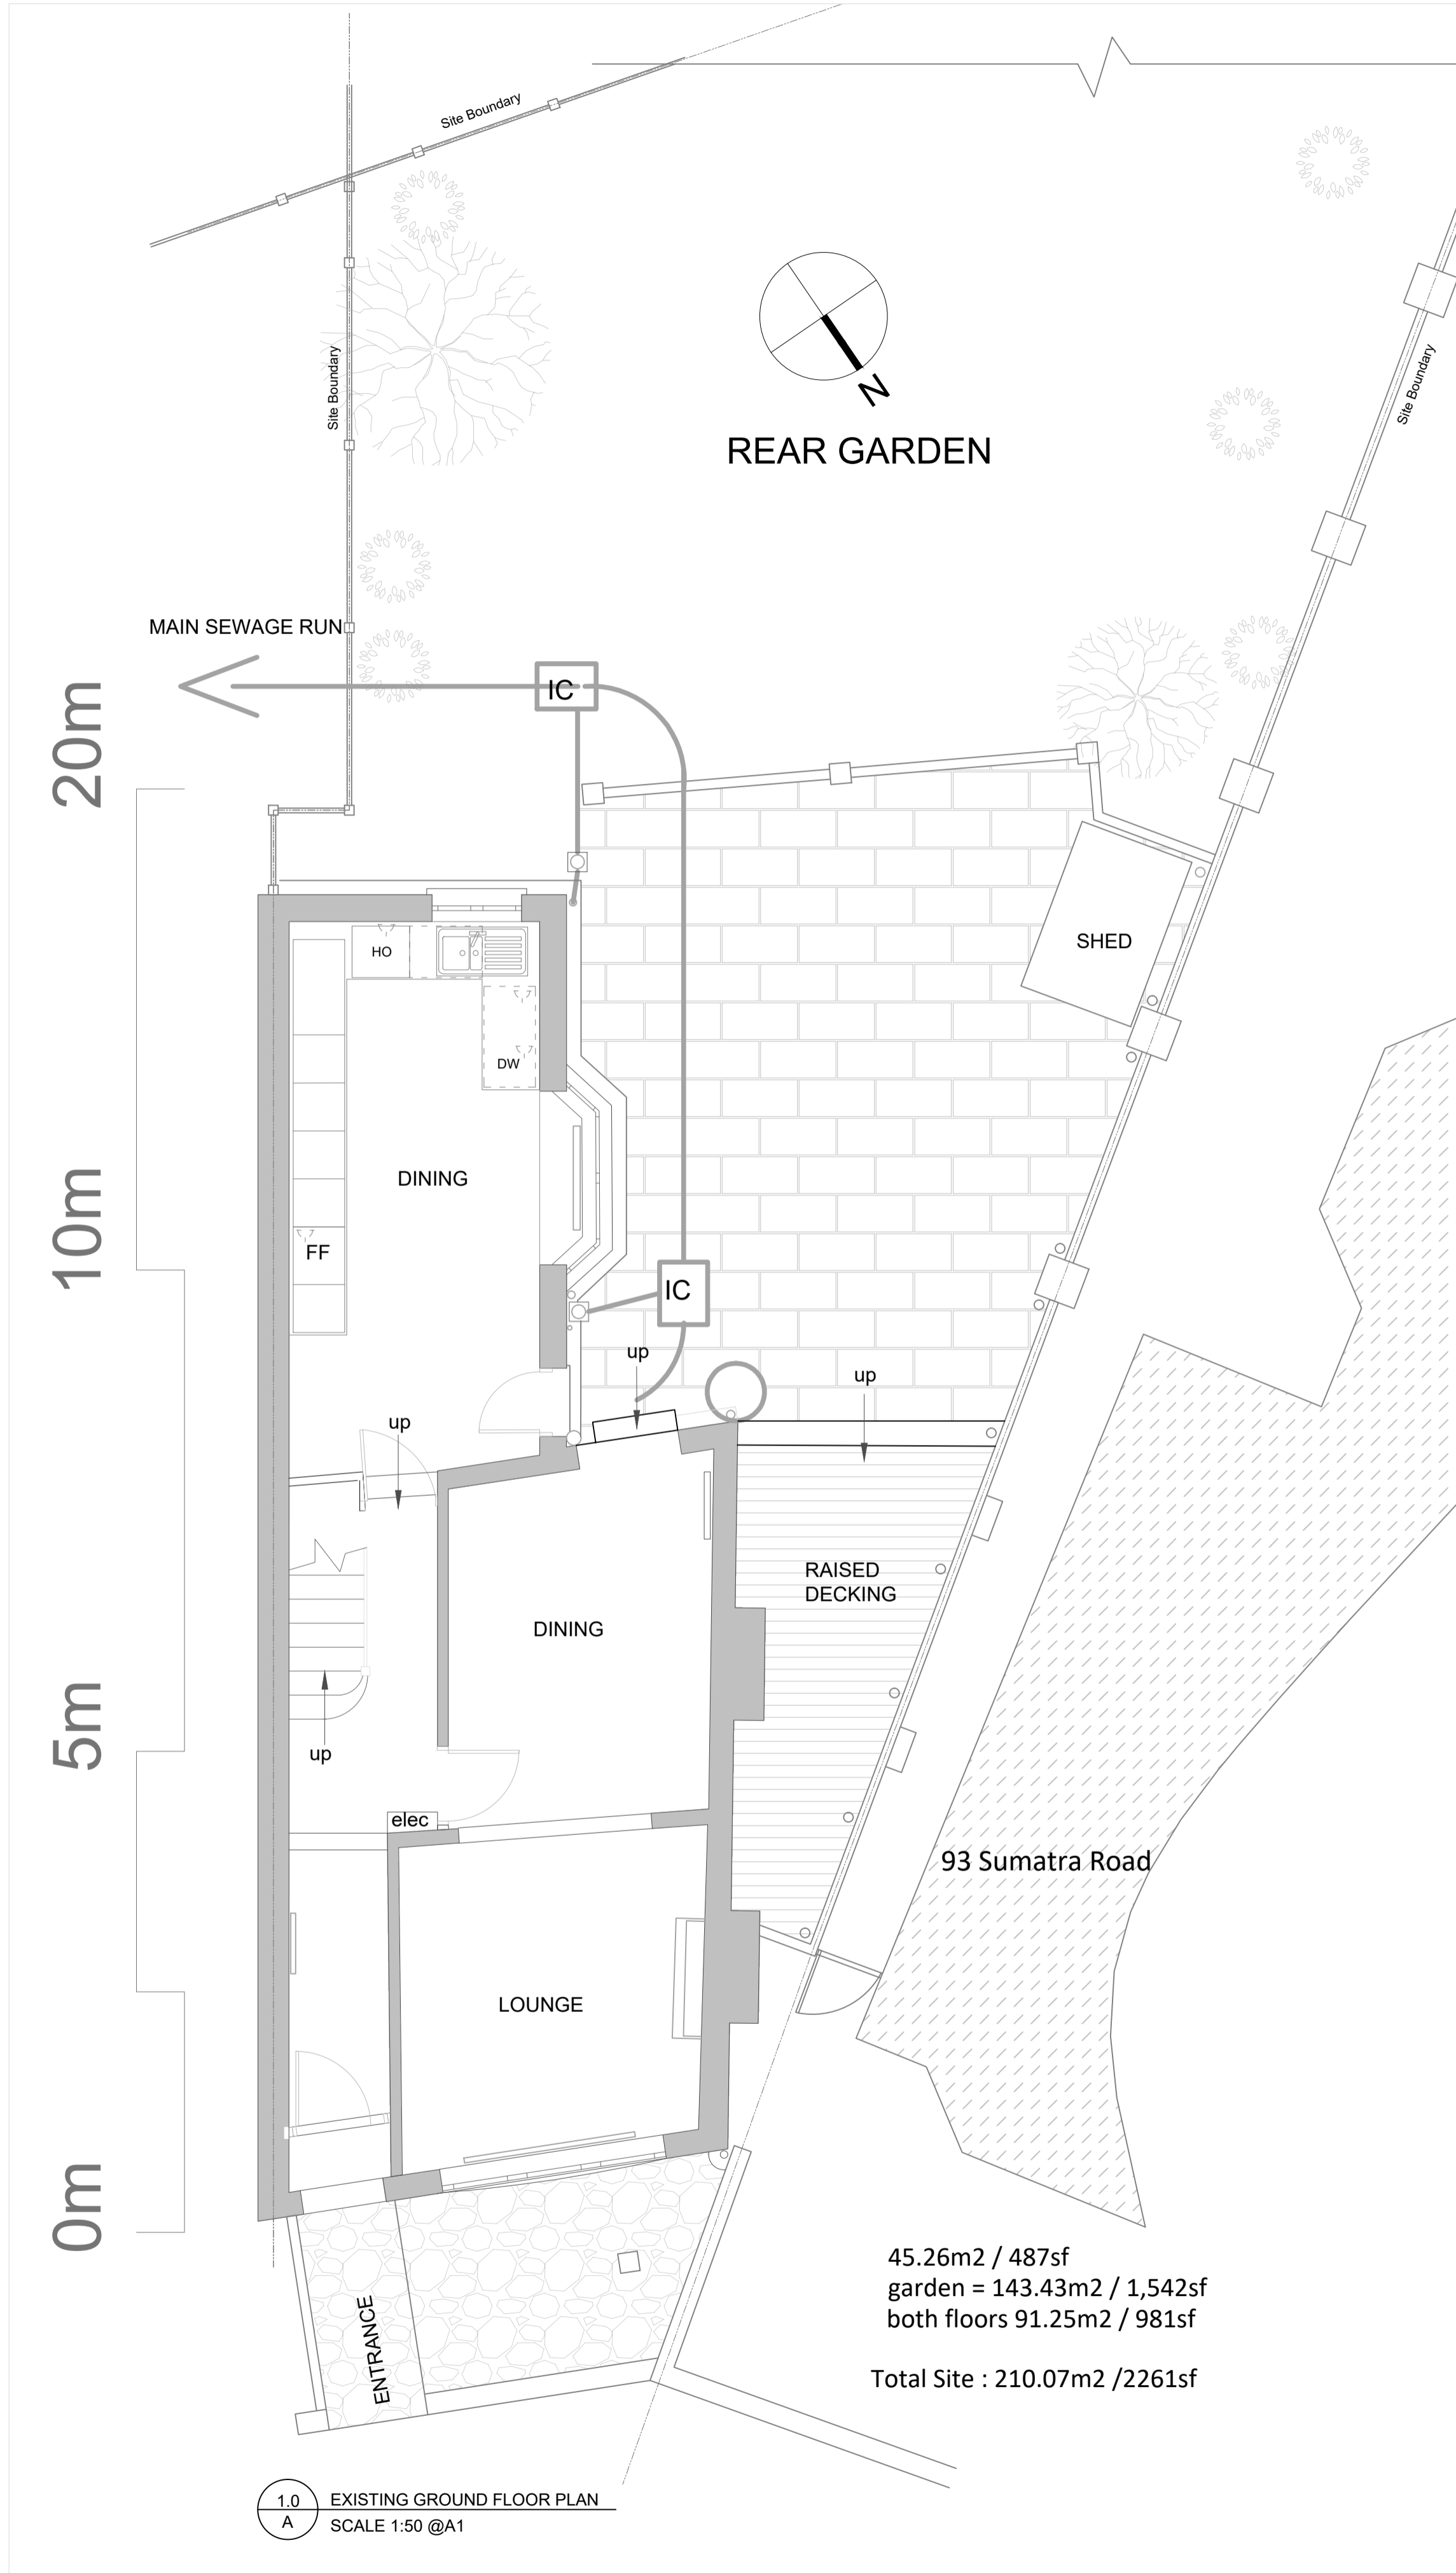 Site Boundary
Site Boundary
Site Boundary
N
REAR GARDEN
MAIN SEWAGE RUN
IC
20m
HO
SHED
DW
DINING
10m
FF
IC
up
up
up
RAISED
DECKING
DINING
5m
up
elec
93 Sumatra Road
LOUNGE
0m
45.26m2 / 487sf
garden = 143.43m2 / 1,542sf
both floors 91.25m2 / 981sf
ENTRANCE
Total Site : 210.07m2 /2261sf
1.0
A
EXISTING GROUND FLOOR PLAN
SCALE 1:50 @A1